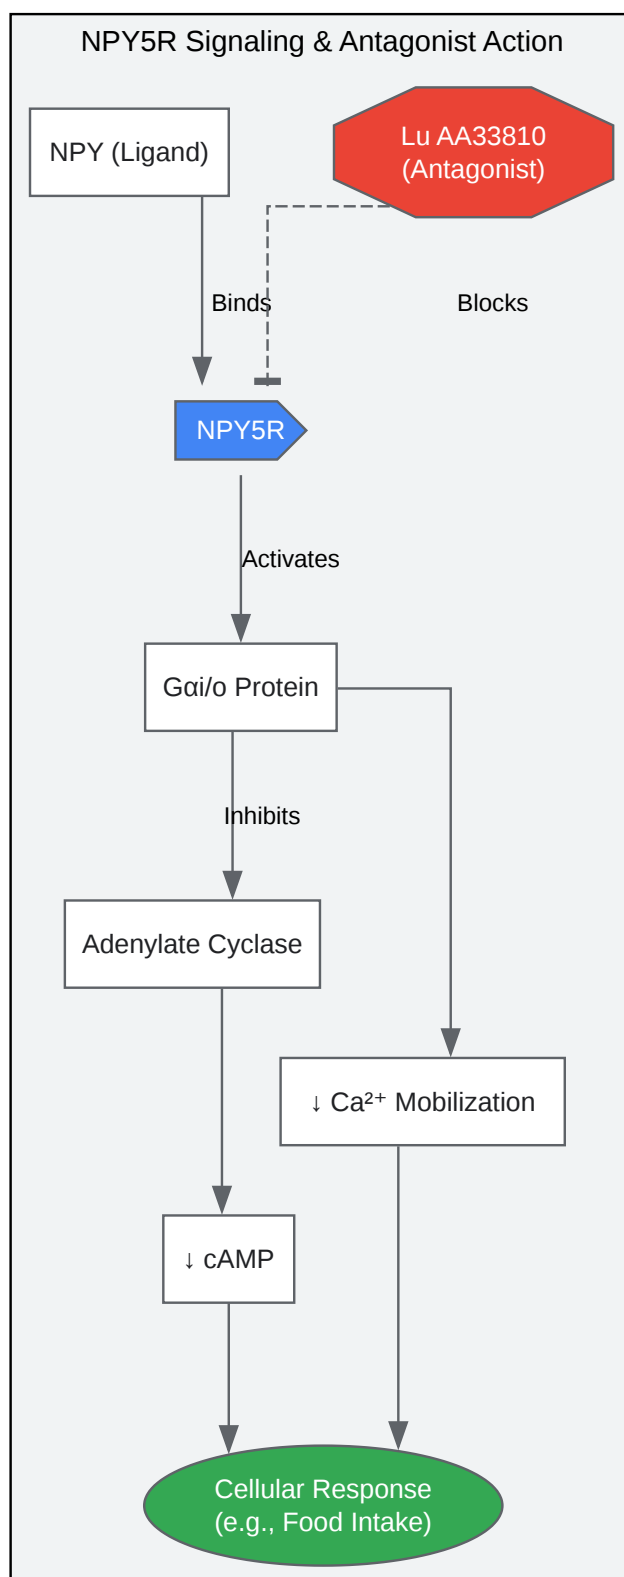 NPY5R Signaling & Antagonist Action
NPY (Ligand)
Lu AA33810
(Antagonist)
Binds
Blocks
NPY5R
Activates
Gαi/o Protein
Inhibits
Adenylate Cyclase
↓ Ca²⁺ Mobilization
↓ cAMP
Cellular Response
(e.g., Food Intake)